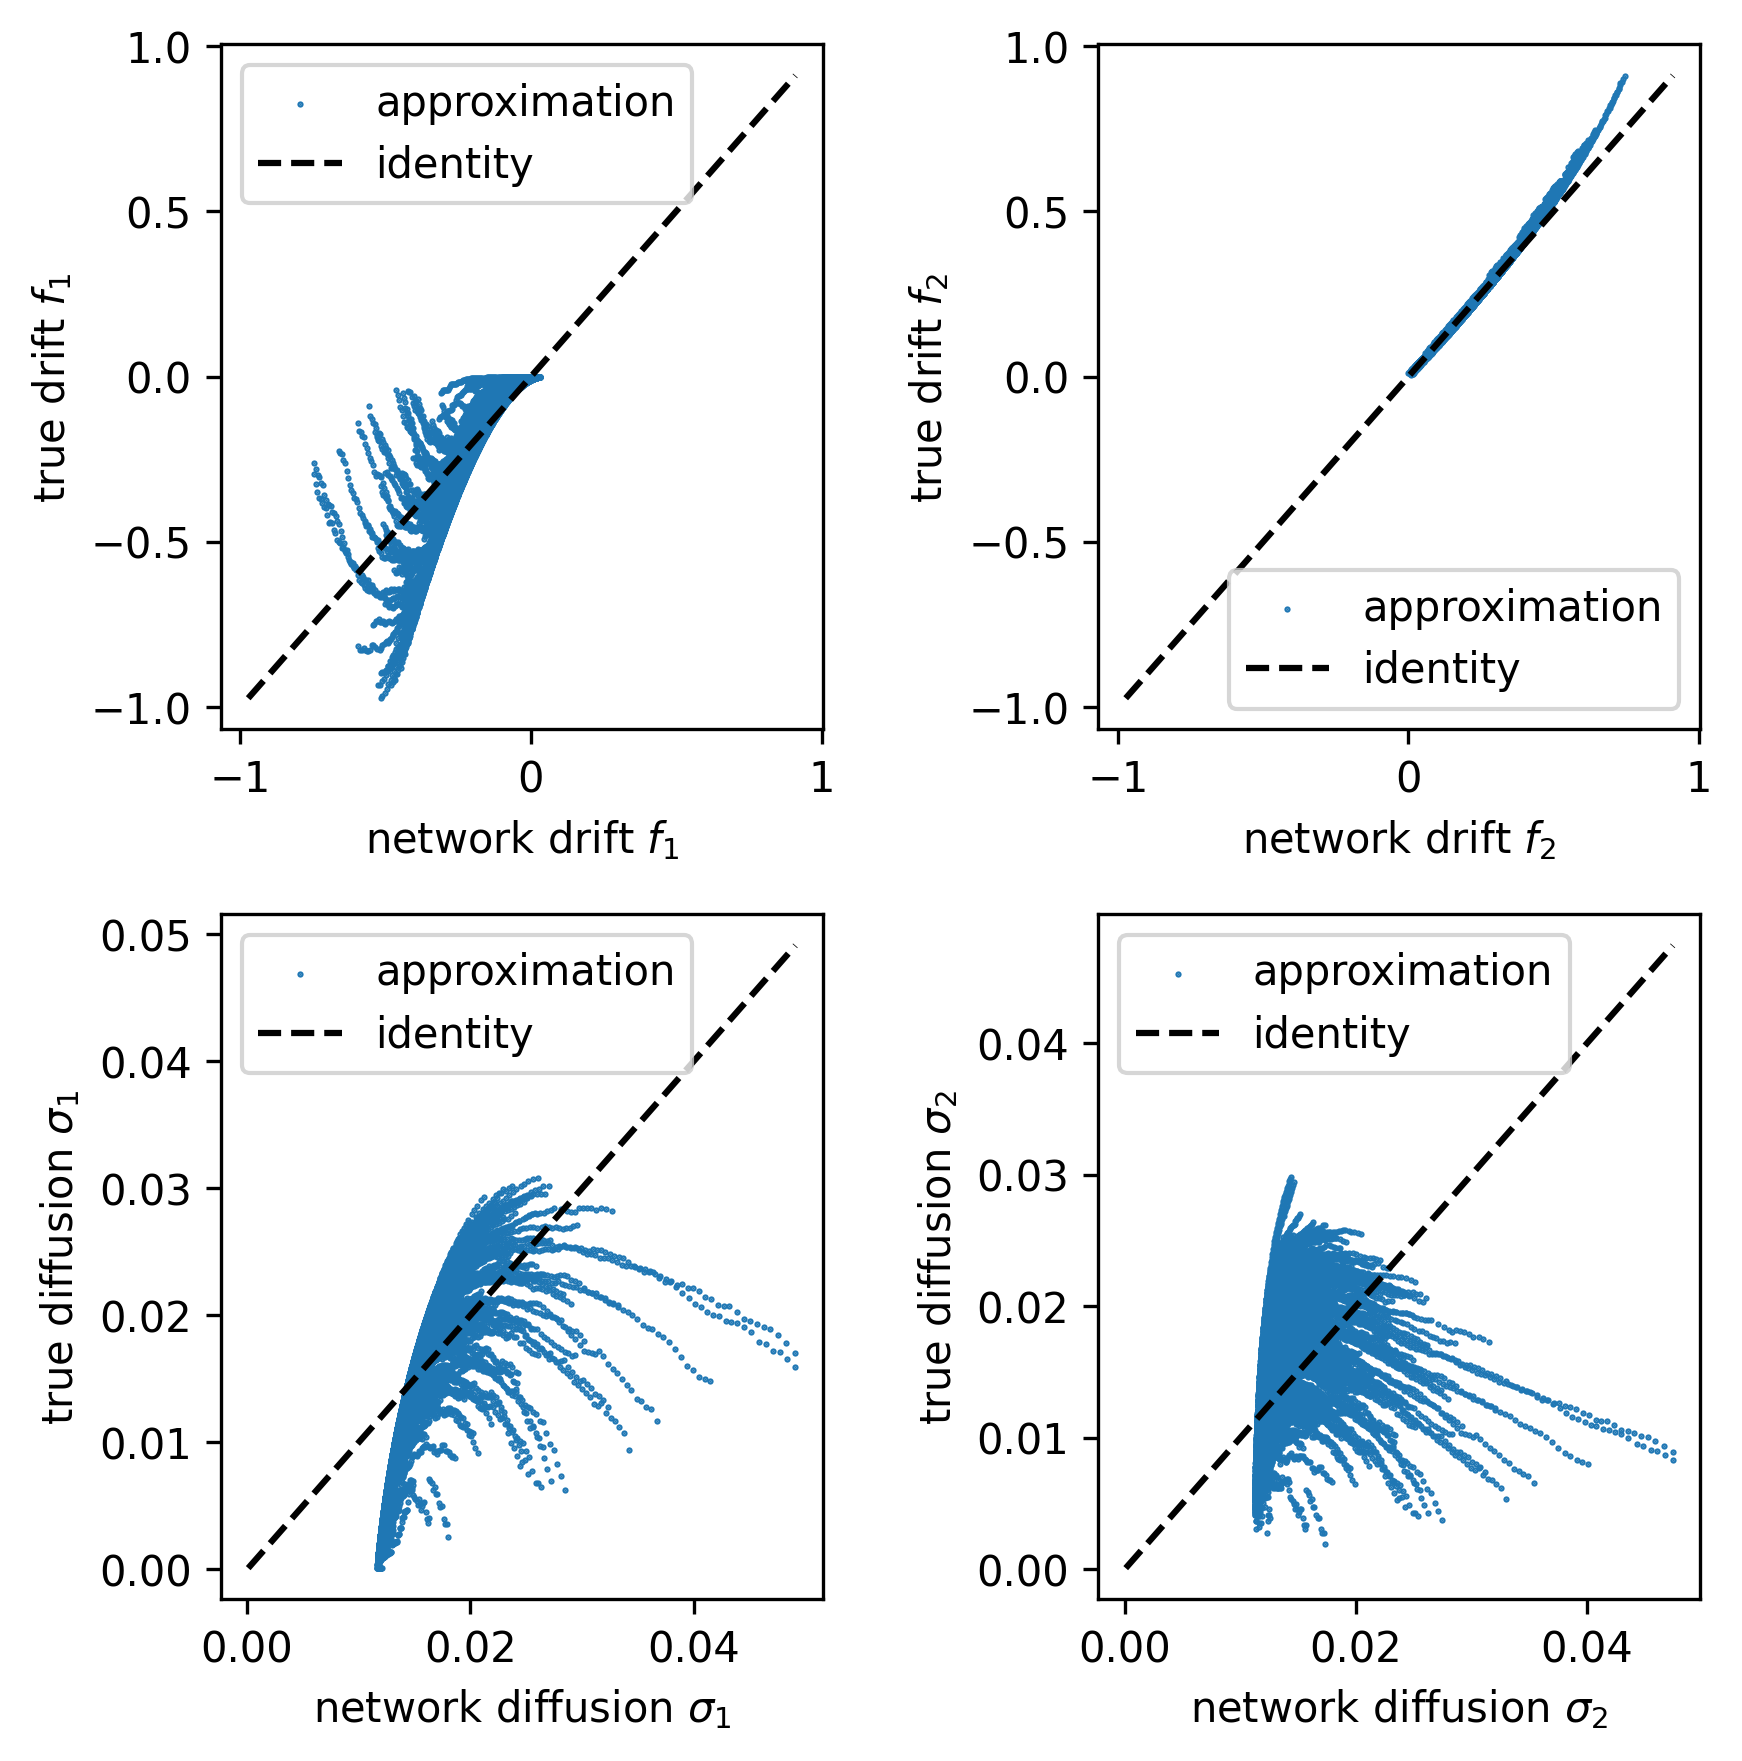 true drift f₁
1.0
0.5
0.0
−0.5
−1.0
approximation
identity
−1
0
1
network drift f₁
true drift f₂
1.0
0.5
0.0
−0.5
−1.0
approximation
identity
−1
0
1
network drift f₂
true diffusion σ₁
0.05
0.04
0.03
0.02
0.01
0.00
approximation
identity
0.00
0.02
0.04
network diffusion σ₁
true diffusion σ₂
0.04
0.03
0.02
0.01
0.00
approximation
identity
0.00
0.02
0.04
network diffusion σ₂